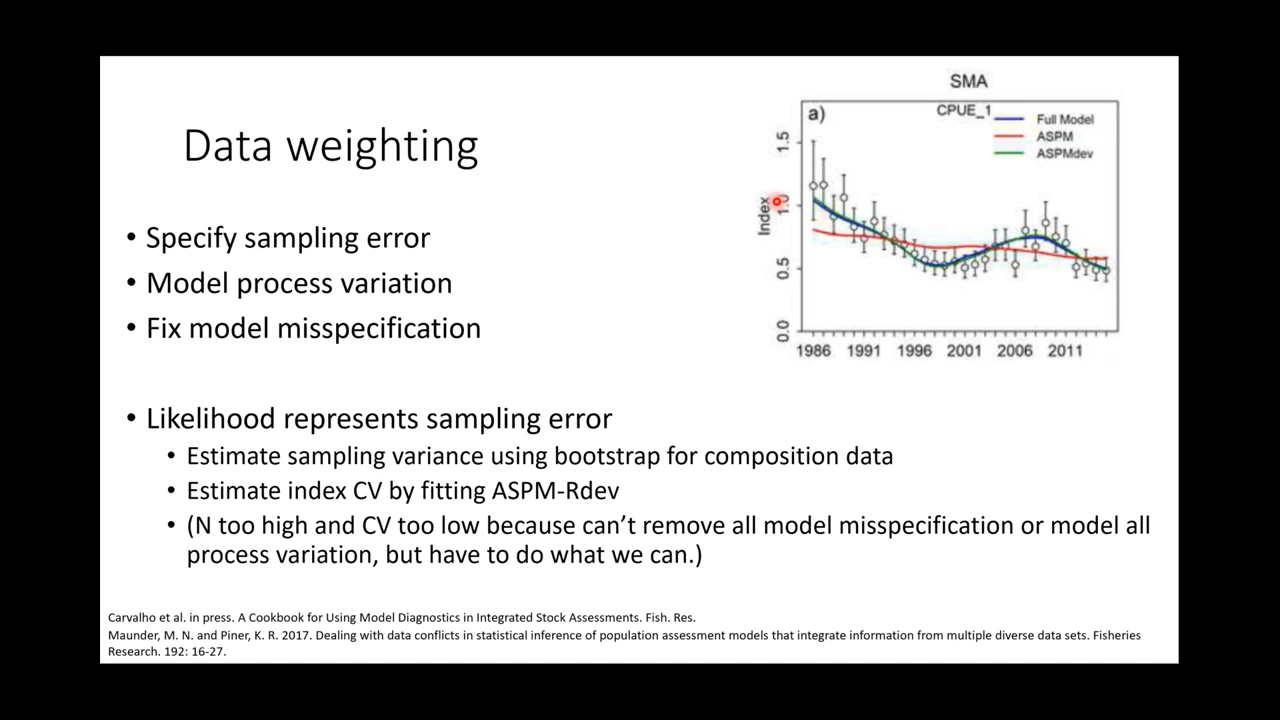 Data weighting
• Specify sampling error
• Model process variation
• Fix model misspecification
• Likelihood represents sampling error
• Estimate sampling variance using bootstrap for composition data
• Estimate index CV by fitting ASPM-Rdev
• (N too high and CV too low because can’t remove all model misspecification or model all
process variation, but have to do what we can.)
SMA
a)
CPUE_1
Full Model
ASPM
ASPMdev
Index
1.5
1.0
0.5
0.0
1986 1991 1996 2001 2006 2011
Carvalho et al. in press. A Cookbook for Using Model Diagnostics in Integrated Stock Assessments. Fish. Res.
Maunder, M. N. and Piner, K. R. 2017. Dealing with data conflicts in statistical inference of population assessment models that integrate information from multiple diverse data sets. Fisheries
Research. 192: 16-27.